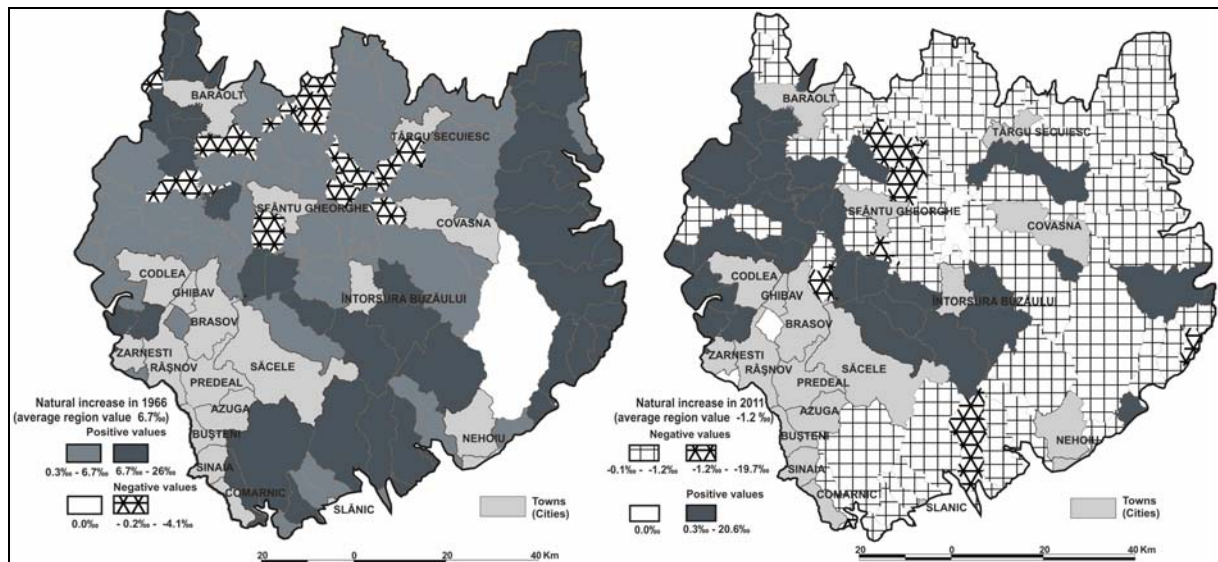 BARAOLT
TÂRGU SECUIESC
SFÂNTU GHEORGHE
COVASNA
CODLEA
GHIBAV
ÎNTORSURA BUZĂULUI
BRASOV
ZARNESTI
RÂȘNOV
SĂCELE
PREDEAL
AZUGA
BUȘTENI
NEHOIU
SINAIA
COMARNIC
SLĂNIC
Natural increase in 1966
(average region value 6.7‰)
Positive values
0.3‰ - 6.7‰ 6.7‰ - 26‰
Negative values
0.0‰ - 0.2‰ - -4.1‰
Towns
(Cities)
20 0 20 40 Km
BARAOLT
TÂRGU SECUIESC
SFÂNTU GHEORGHE
COVASNA
CODLEA
GHIBAV
ÎNTORSURA BUZĂULUI
BRASOV
ZARNESTI
RÂȘNOV
SĂCELE
PREDEAL
AZUGA
BUȘTENI
NEHOIU
SINAIA
COMARNIC
SLANIC
Natural increase in 2011
(average region value -1.2 ‰)
Negative values
-0.1‰ - -1.2‰ -1.2‰ - -19.7‰
Positive values
0.0‰ 0.3‰ - 20.6‰
Towns
(Cities)
20 0 20 40 Km